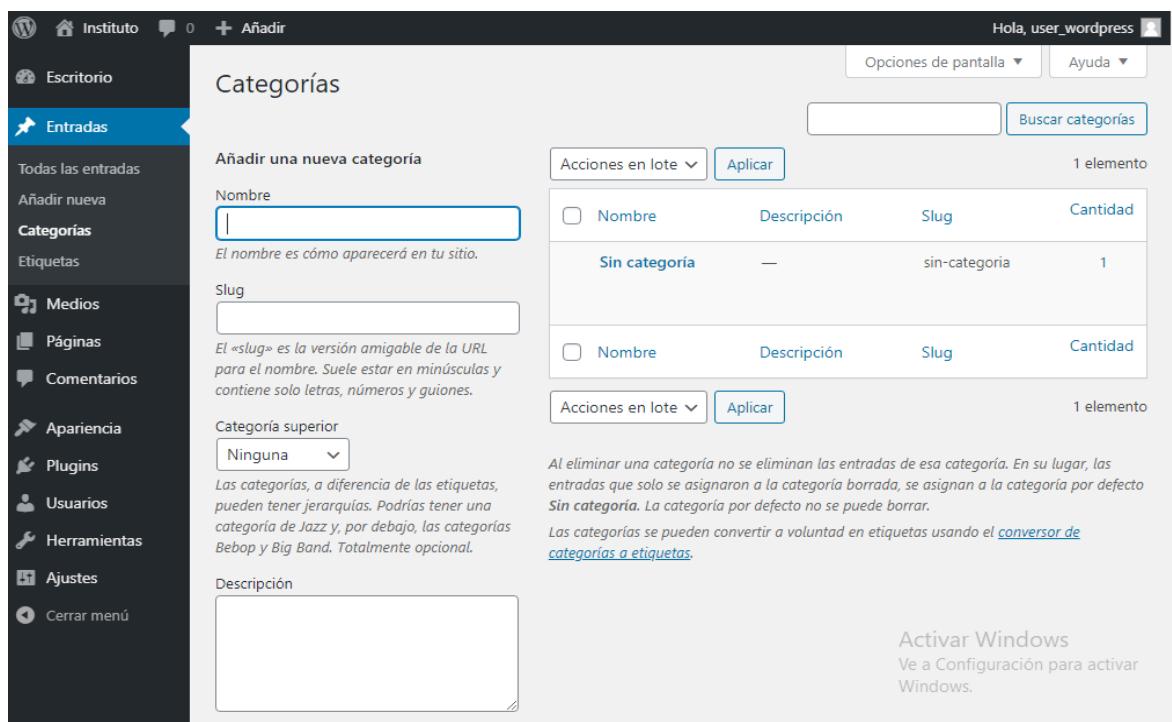 Instituto 0 Añadir Hola, user_wordpress
Escritorio
Entradas
Todas las entradas
Añadir nueva
Categorías
Etiquetas
Medios
Páginas
Comentarios
Apariencia
Plugins
Usuarios
Herramientas
Ajustes
Cerrar menú
Opciones de pantalla Ayuda
Categorías
Buscar categorías
Añadir una nueva categoría
Nombre
El nombre es cómo aparecerá en tu sitio.
Slug
El «slug» es la versión amigable de la URL
para el nombre. Suele estar en minúsculas y
contiene solo letras, números y guiones.
Categoría superior
Ninguna
Las categorías, a diferencia de las etiquetas,
pueden tener jerarquías. Podrías tener una
categoría de Jazz y, por debajo, las categorías
Bebop y Big Band. Totalmente opcional.
Descripción
Acciones en lote Aplicar 1 elemento
Nombre Descripción Slug Cantidad
Sin categoría — sin-categoria 1
Nombre Descripción Slug Cantidad
Acciones en lote Aplicar 1 elemento
Al eliminar una categoría no se eliminan las entradas de esa categoría. En su lugar, las
entradas que solo se asignaron a la categoría borrada, se asignan a la categoría por defecto
Sin categoría. La categoría por defecto no se puede borrar.
Las categorías se pueden convertir a voluntad en etiquetas usando el conversor de
categorías a etiquetas.
Activar Windows
Ve a Configuración para activar
Windows.